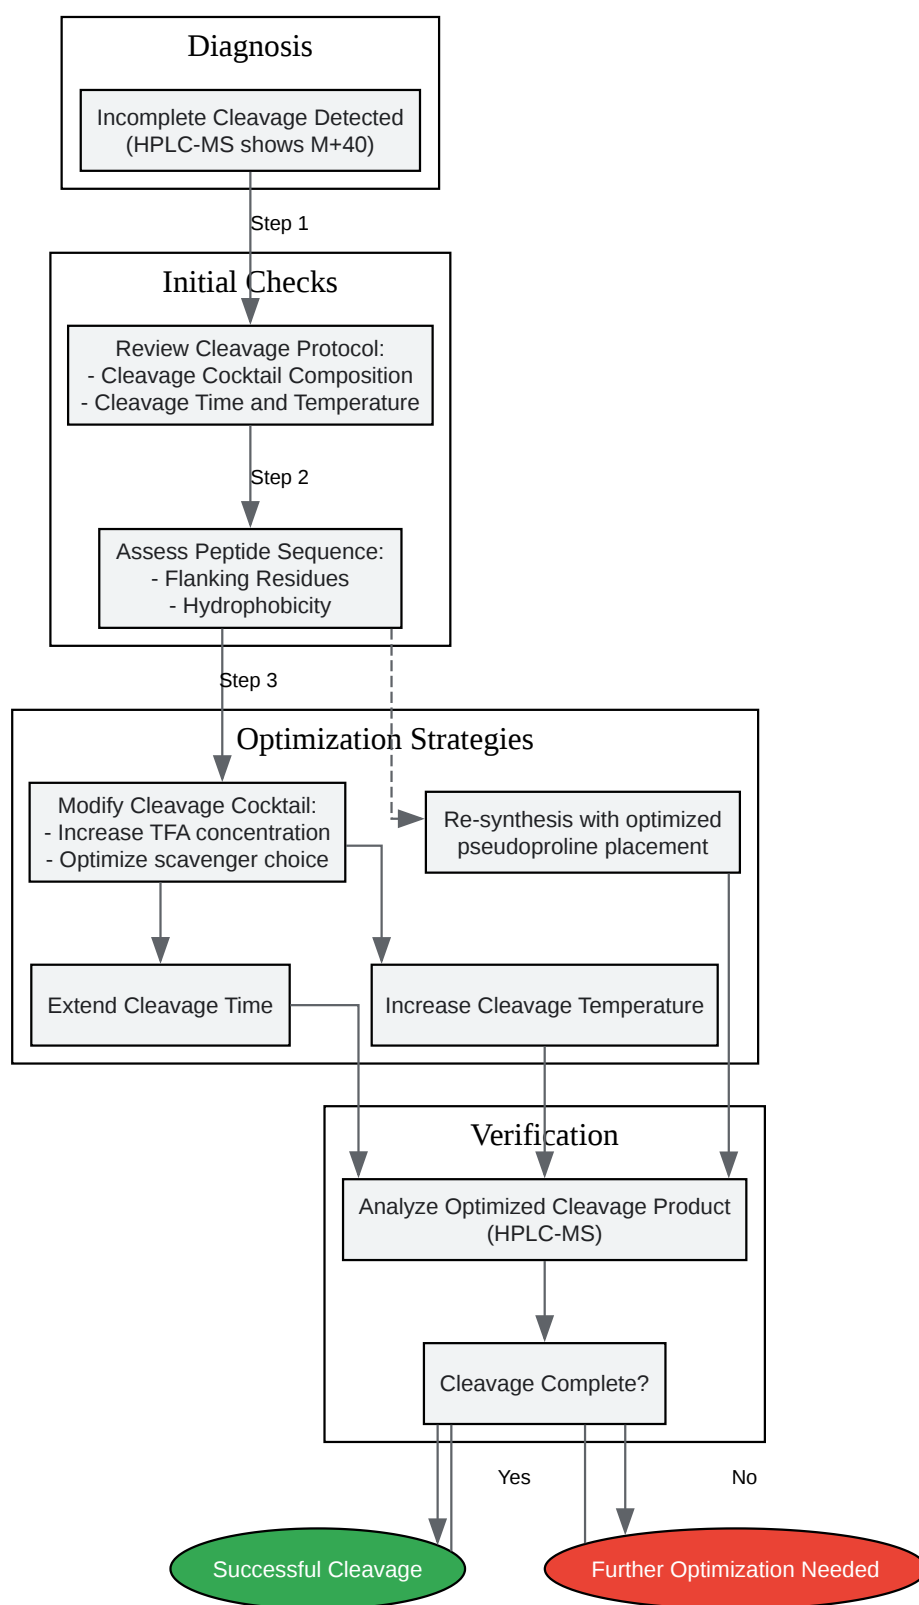 Diagnosis
Incomplete Cleavage Detected
(HPLC-MS shows M+40)
Step 1
Initial Checks
Review Cleavage Protocol:
- Cleavage Cocktail Composition
- Cleavage Time and Temperature
Step 2
Assess Peptide Sequence:
- Flanking Residues
- Hydrophobicity
Step 3
Optimization Strategies
Modify Cleavage Cocktail:
- Increase TFA concentration
- Optimize scavenger choice
Re-synthesis with optimized
pseudoproline placement
Extend Cleavage Time
Increase Cleavage Temperature
Verification
Analyze Optimized Cleavage Product
(HPLC-MS)
Cleavage Complete?
Yes
No
Successful Cleavage
Further Optimization Needed